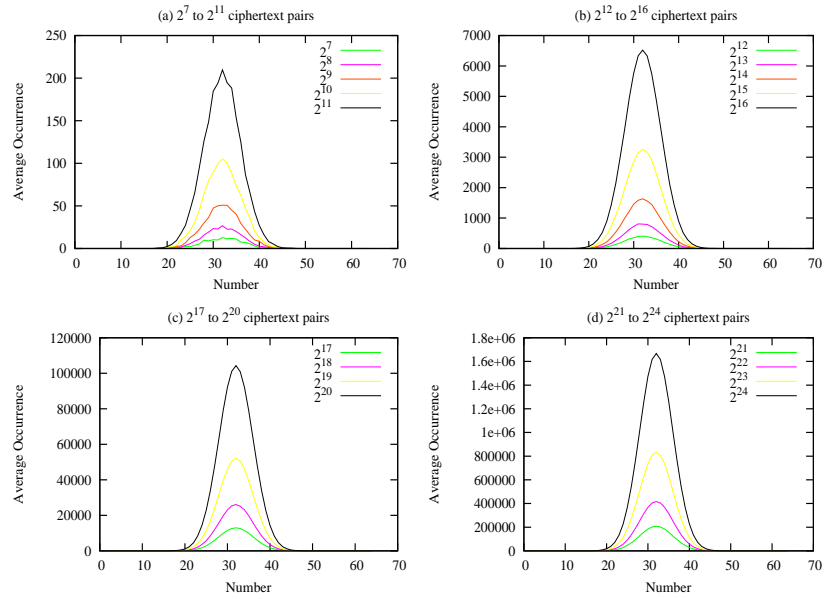 (a) 2^7 to 2^11 ciphertext pairs
250
200
150
100
50
0
0 10 20 30 40 50 60 70
Average Occurrence
Number
2^7
2^8
2^9
2^10
2^11
(b) 2^12 to 2^16 ciphertext pairs
7000
6000
5000
4000
3000
2000
1000
0
0 10 20 30 40 50 60 70
Average Occurrence
Number
2^12
2^13
2^14
2^15
2^16
(c) 2^17 to 2^20 ciphertext pairs
120000
100000
80000
60000
40000
20000
0
0 10 20 30 40 50 60 70
Average Occurrence
Number
2^17
2^18
2^19
2^20
(d) 2^21 to 2^24 ciphertext pairs
1.8e+06
1.6e+06
1.4e+06
1.2e+06
1e+06
800000
600000
400000
200000
0
0 10 20 30 40 50 60 70
Average Occurrence
Number
2^21
2^22
2^23
2^24